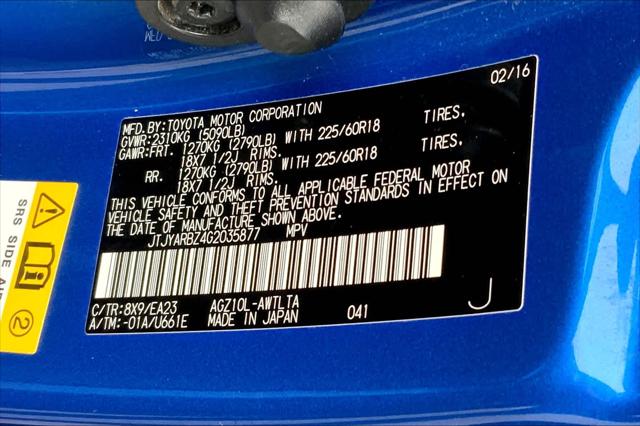 02/16
MFD.BY:TOYOTA MOTOR CORPORATION
GVWR:2310KG (5090LB)
GAWR:FRT. 1270KG (2790LB) WITH 225/60R18 TIRES,
18X7 1/2J RIMS.
RR. 1270KG (2790LB) WITH 225/60R18 TIRES,
18X7 1/2J RIMS.
THIS VEHICLE CONFORMS TO ALL APPLICABLE FEDERAL MOTOR
VEHICLE SAFETY AND THEFT PREVENTION STANDARDS IN EFFECT ON
THE DATE OF MANUFACTURE SHOWN ABOVE.
JTJYARBZ4G2035877 MPV
C/TR:8X9/EA23 AGZ10L-AWTLTA
A/TM:-01A/U661E MADE IN JAPAN 041 J
SRS SIDE
2